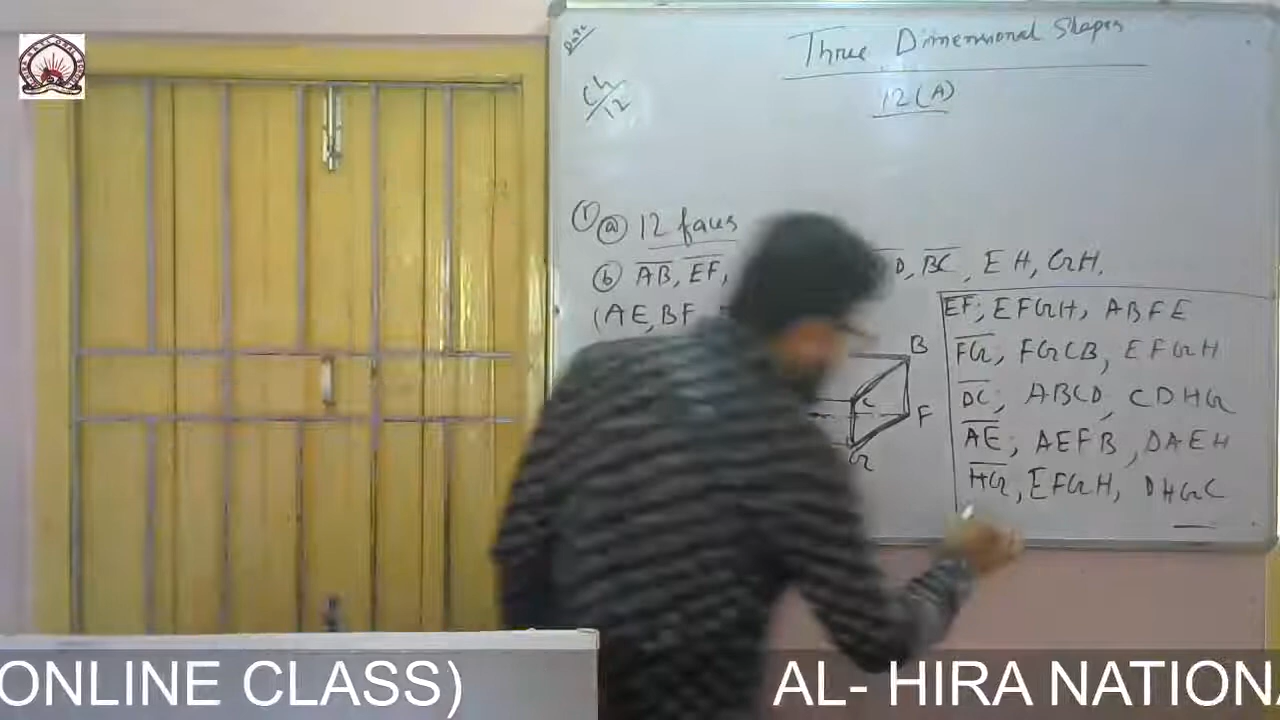 Three Dimensional Shapes
Ch/12
12(A)
① ⓐ 12 faces
ⓑ AB, EF, D, BC, EH, GH.
(AE, BF
EF; EFGH, ABFE
FG, FGCB, EFGH
DC; ABCD, CDHG
AE; AEFB, DAEH
HG, EFGH, DHGC
B
C
F
G
ONLINE CLASS) AL- HIRA NATIONA